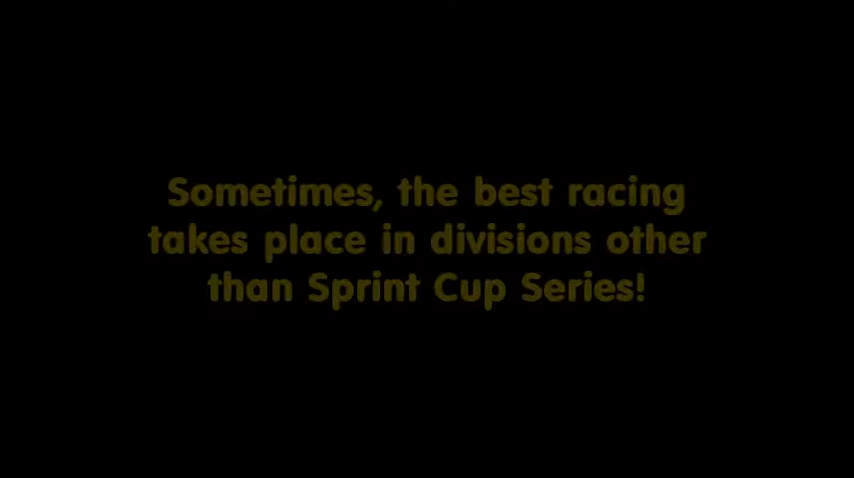 Sometimes, the best racing
takes place in divisions other
than Sprint Cup Series!